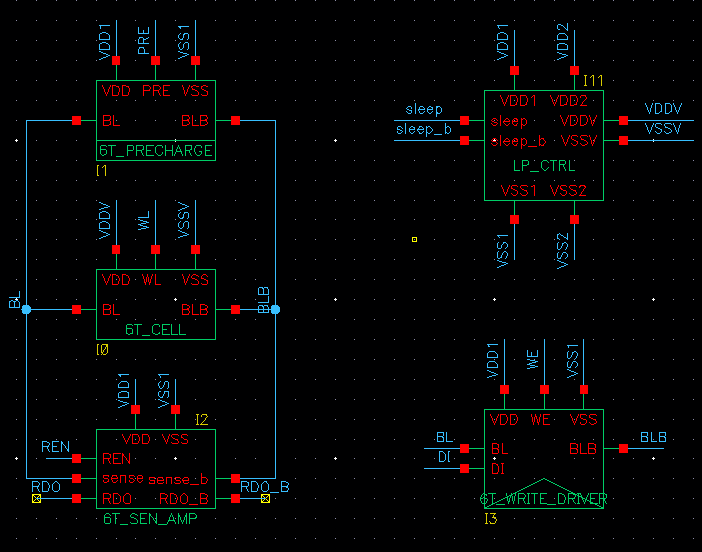 VDD1 PRE VSS1
VDD PRE VSS
BL BLB
6T_PRECHARGE
I1
VDDV WL VSSV
VDD WL VSS
BL BLB
BL BLB
6T_CELL
I0
VDD1 VSS1
I2
VDD VSS
REN REN
sense sense_b
RDO RDO RDO_B RDO_B
6T_SEN_AMP
VDD1 VDD2
I11
VDD1 VDD2
sleep sleep VDDV VDDV
sleep_b sleep_b VSSV VSSV
LP_CTRL
VSS1 VSS2
VSS1 VSS2
VDD1 WE VSS1
VDD WE VSS
BL BL BLB BLB
DI DI
6T_WRITE_DRIVER
I3